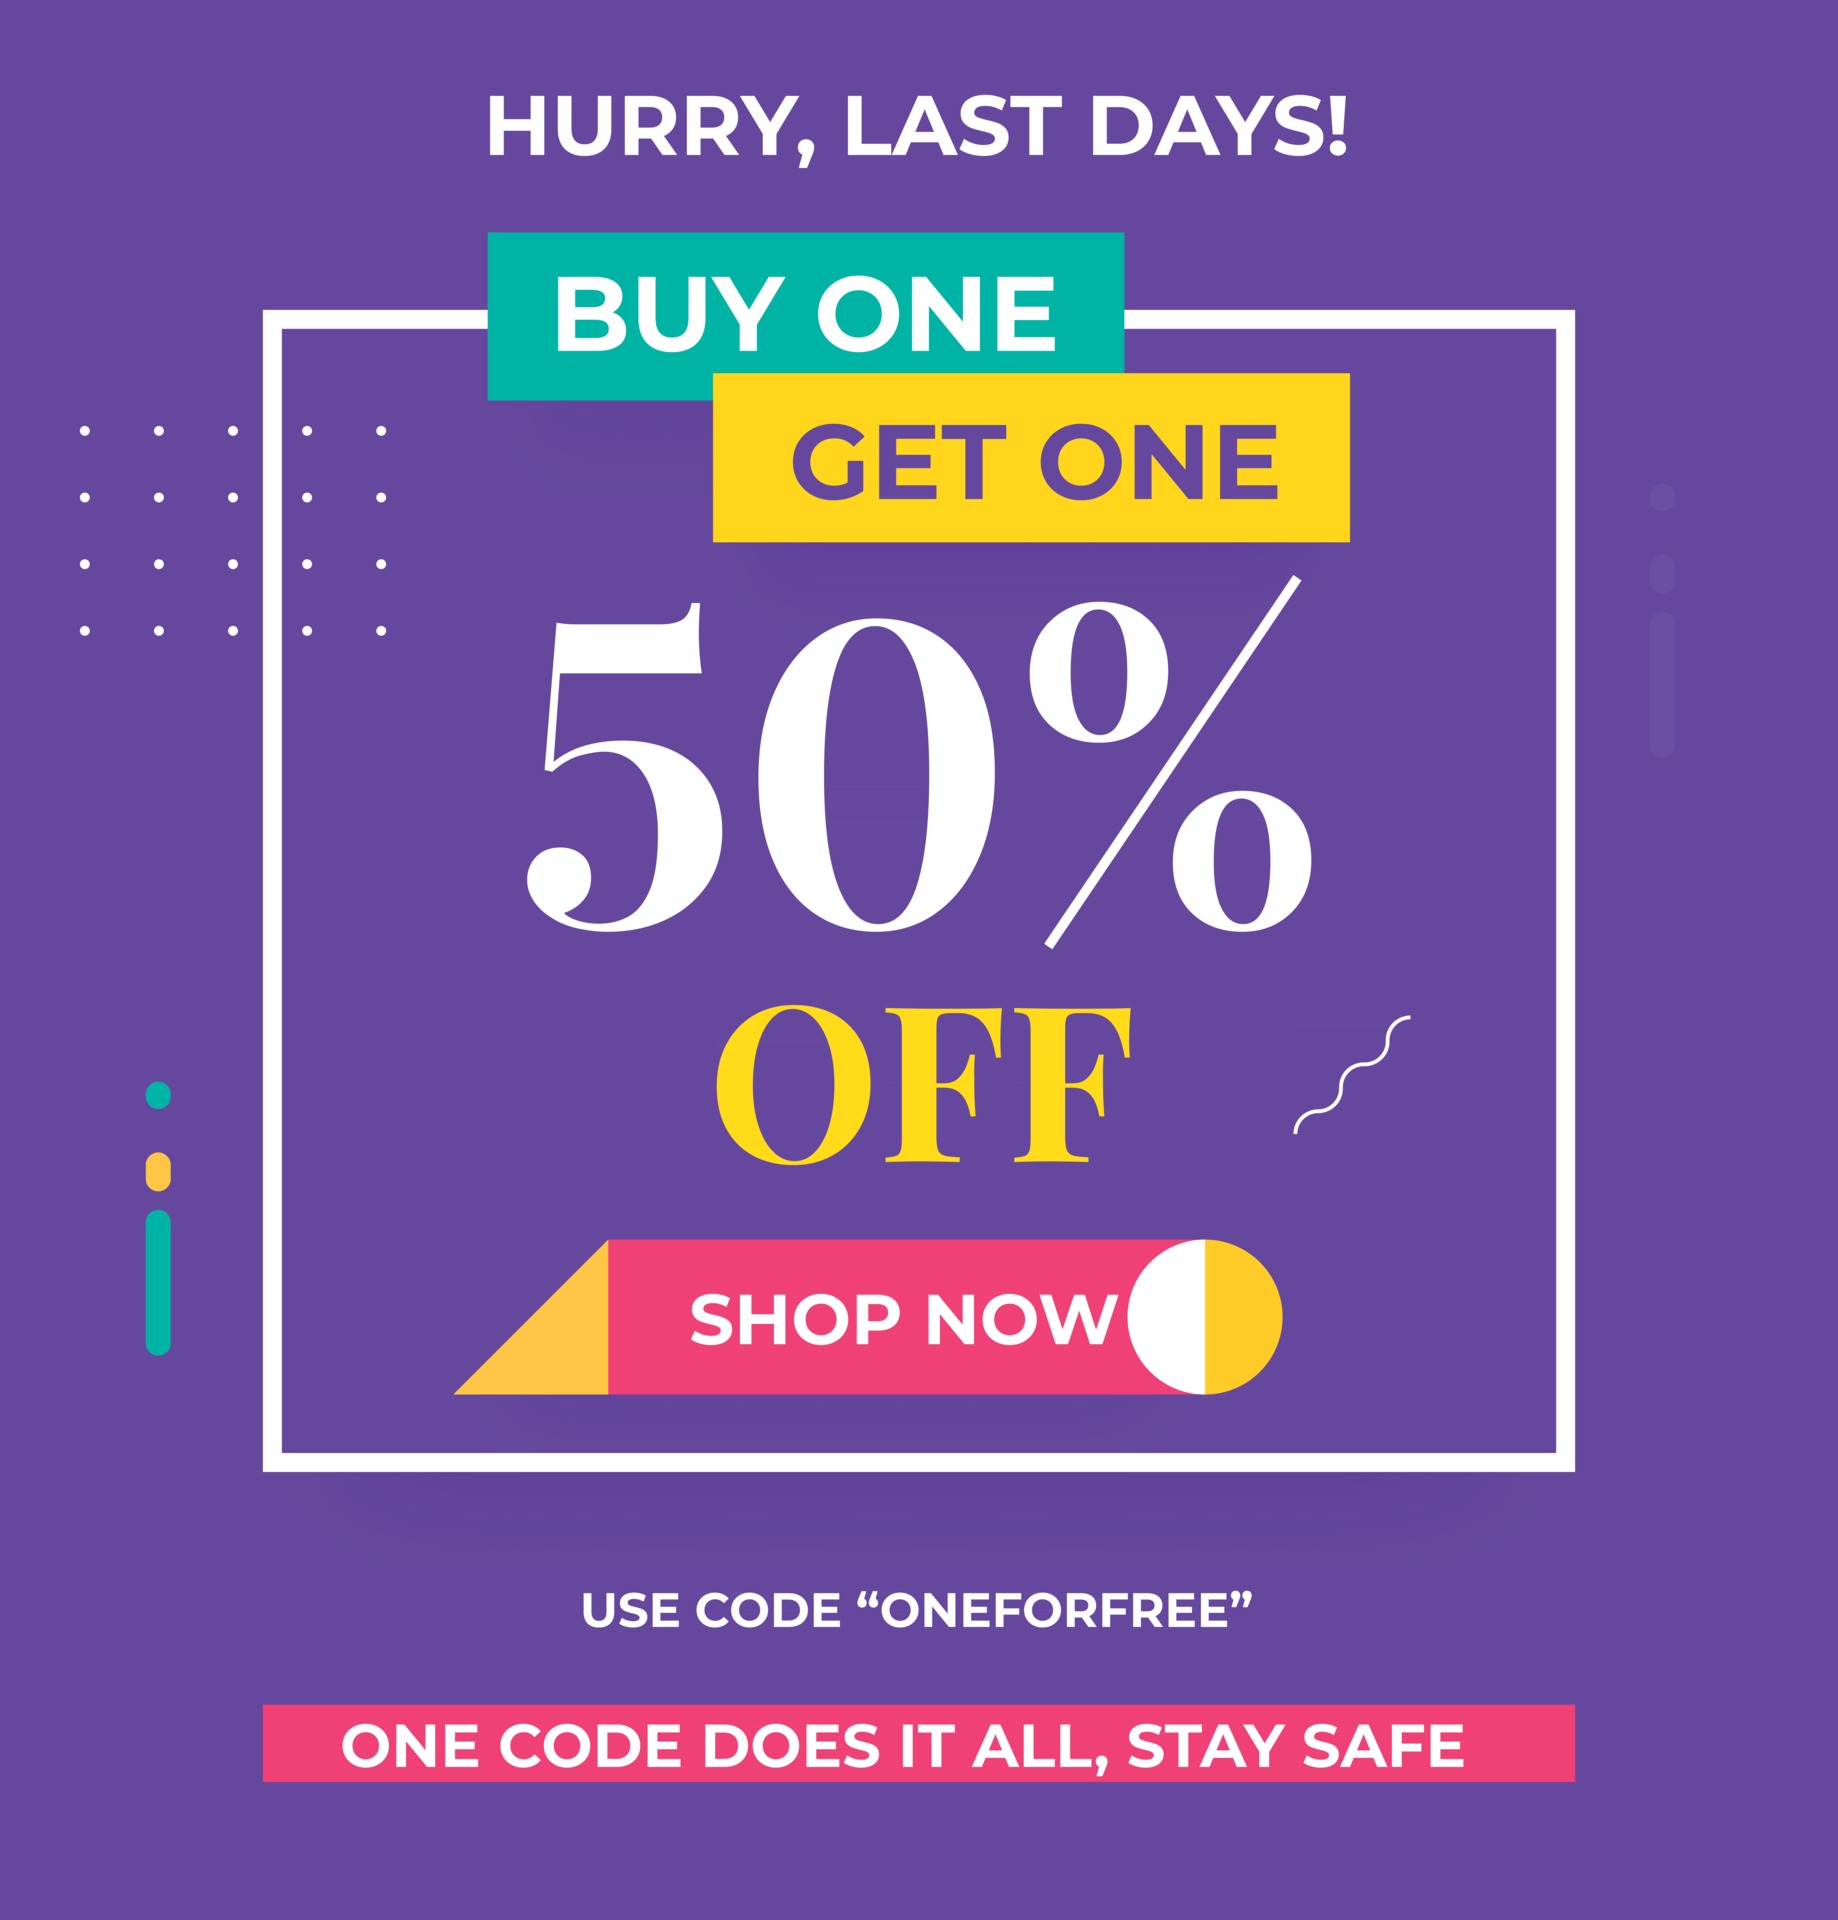 HURRY, LAST DAYS!
BUY ONE
GET ONE
50%
OFF
SHOP NOW
USE CODE “ONEFORFREE”
ONE CODE DOES IT ALL, STAY SAFE